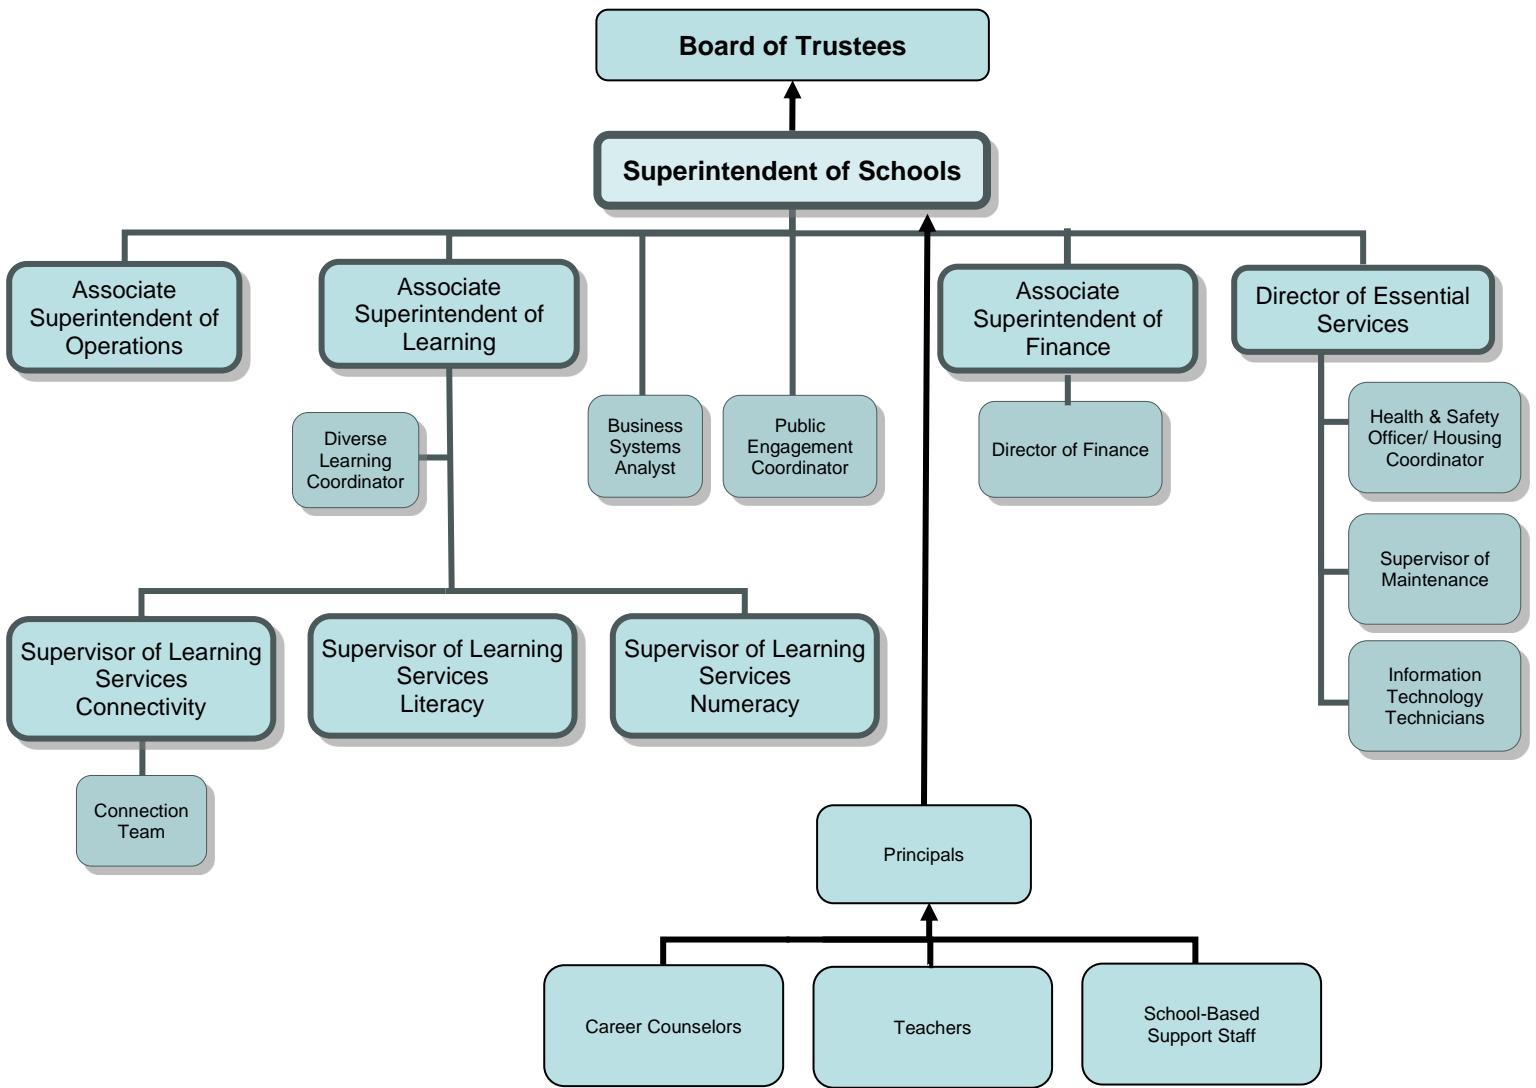 Board of Trustees
Superintendent of Schools
Associate
Superintendent of
Operations
Associate
Superintendent of
Learning
Associate
Superintendent of
Finance
Director of Essential
Services
Diverse
Learning
Coordinator
Business
Systems
Analyst
Public
Engagement
Coordinator
Director of Finance
Health & Safety
Officer/ Housing
Coordinator
Supervisor of
Maintenance
Information
Technology
Technicians
Supervisor of Learning
Services
Connectivity
Supervisor of Learning
Services
Literacy
Supervisor of Learning
Services
Numeracy
Connection
Team
Principals
Career Counselors
Teachers
School-Based
Support Staff